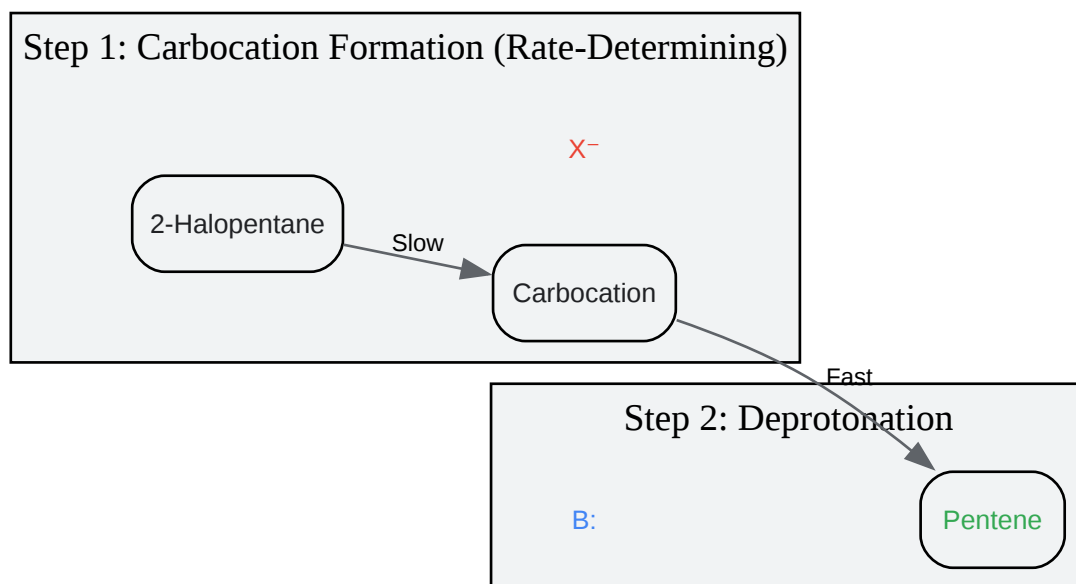 Step 1: Carbocation Formation (Rate-Determining)
X⁻
2-Halopentane
Slow
Carbocation
Fast
Step 2: Deprotonation
B:
Pentene